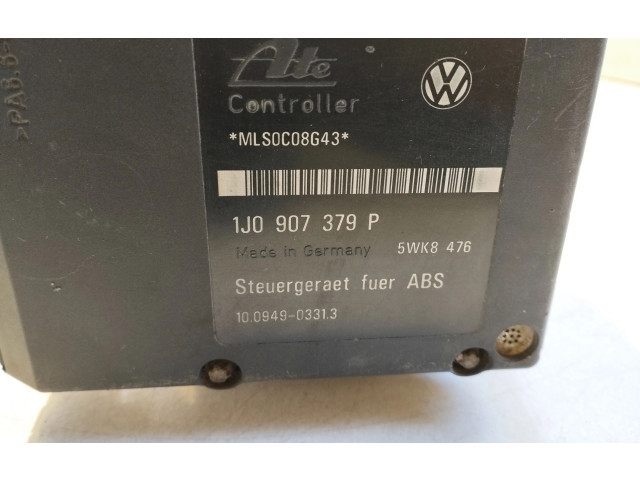 Ate
Controller
*MLS0C08G43*
1J0 907 379 P
Made in Germany 5WK8 476
Steuergeraet fuer ABS
10.0949-0331.3